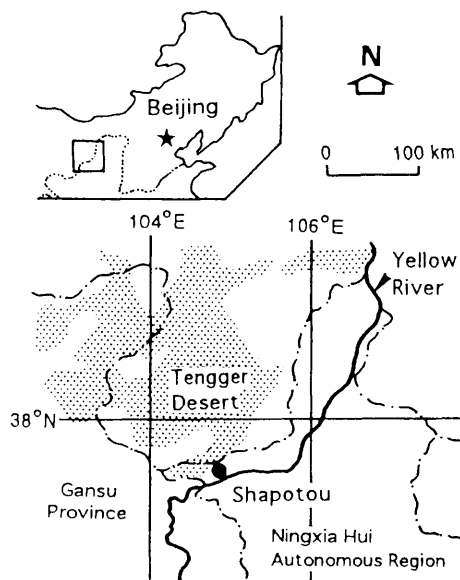 Beijing
N
0 100 km
104°E
106°E
Yellow
River
Tengger
Desert
38°N
Shapotou
Gansu
Province
Ningxia Hui
Autonomous Region